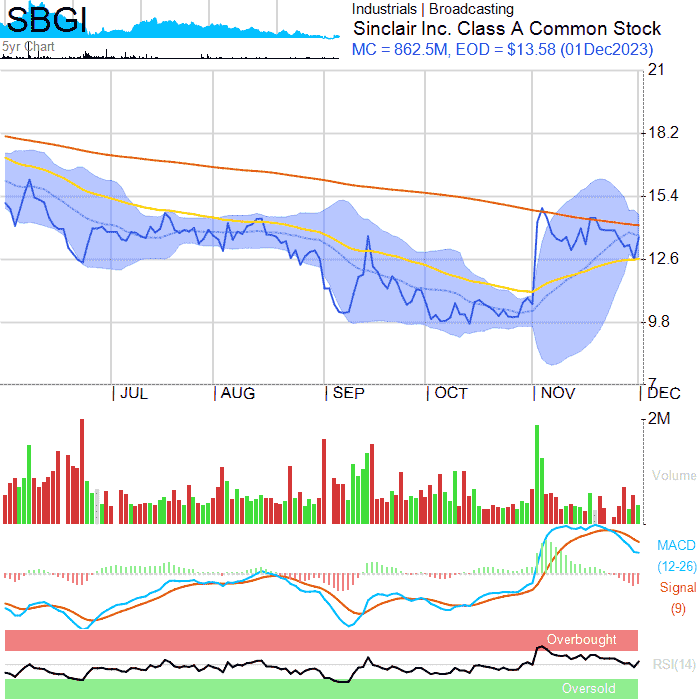 SBGI
5yr Chart
Industrials | Broadcasting
Sinclair Inc. Class A Common Stock
MC = 862.5M, EOD = $13.58 (01Dec2023)
21
18.2
15.4
12.6
9.8
7
| JUL | AUG | SEP | OCT | NOV | DEC
2M
Volume
MACD
(12-26)
Signal
(9)
Overbought
RSI(14)
Oversold